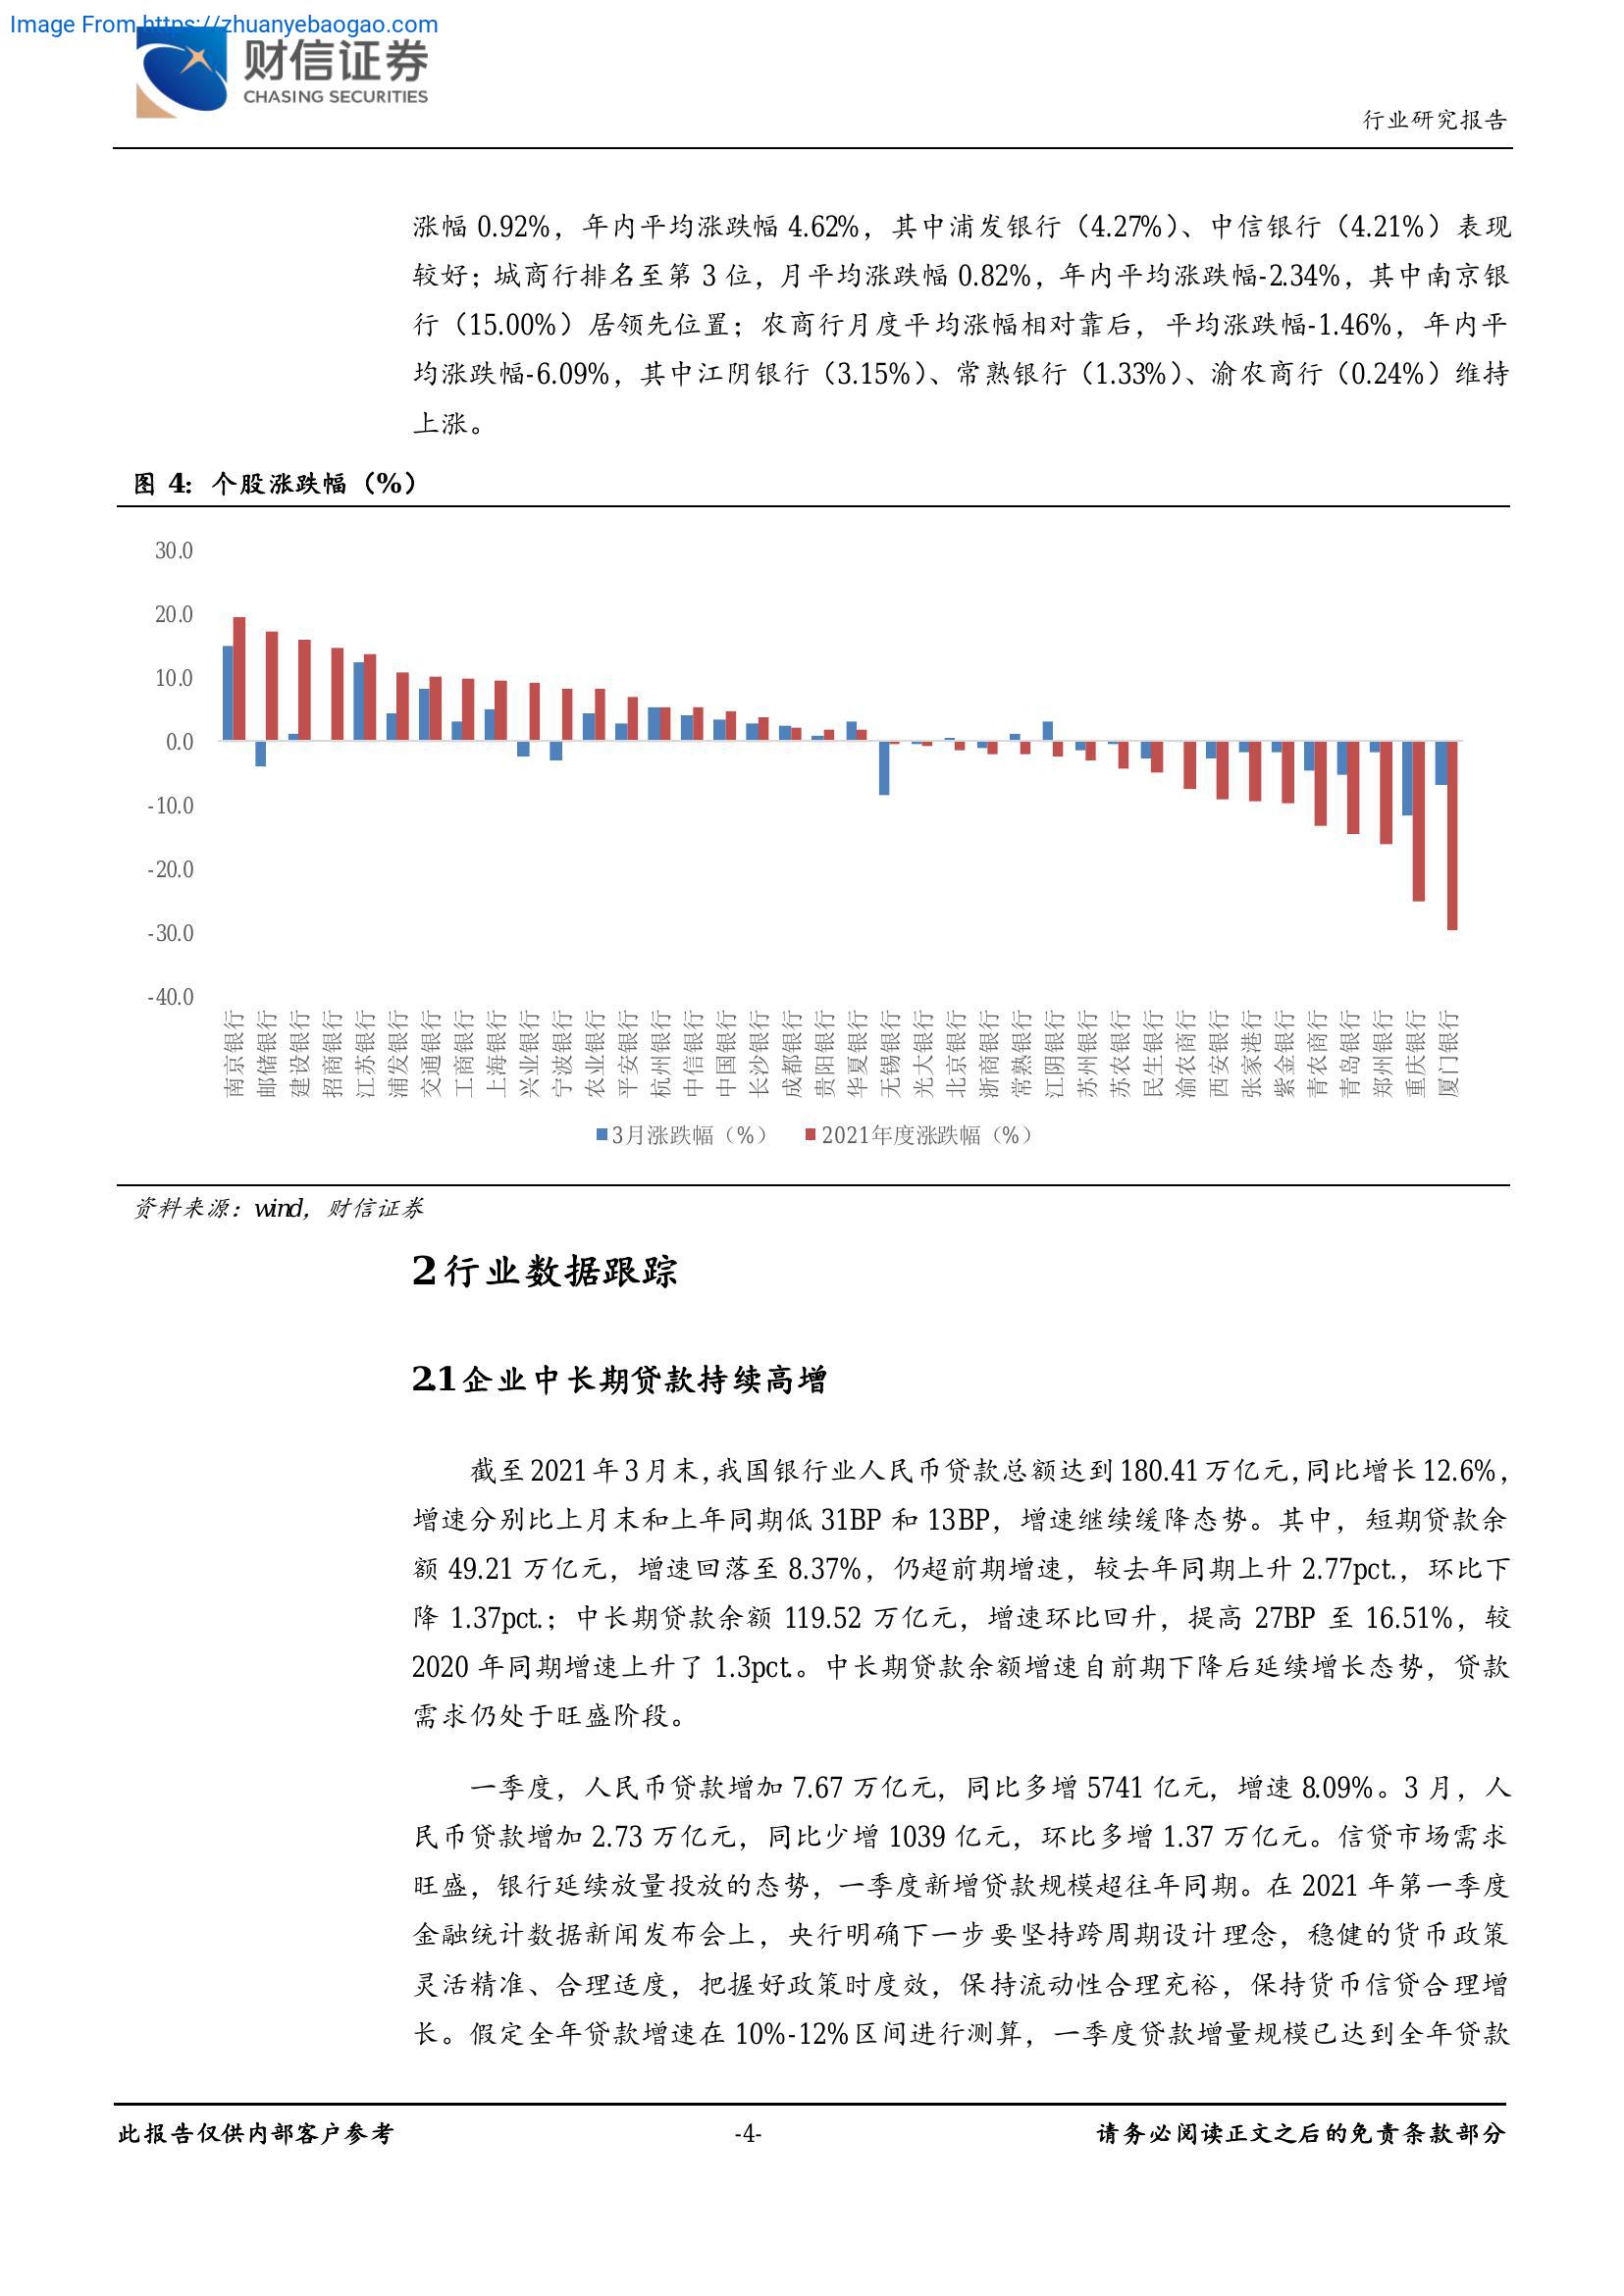 Image From https://zhuanyebaogao.com
财信证券
CHASING SECURITIES
行业研究报告
涨幅 0.92%，年内平均涨跌幅 4.62%，其中浦发银行（4.27%）、中信银行（4.21%）表现
较好；城商行排名至第 3 位，月平均涨跌幅 0.82%，年内平均涨跌幅-2.34%，其中南京银
行（15.00%）居领先位置；农商行月度平均涨幅相对靠后，平均涨跌幅-1.46%，年内平
均涨跌幅-6.09%，其中江阴银行（3.15%）、常熟银行（1.33%）、渝农商行（0.24%）维持
上涨。
图 4：个股涨跌幅（%）
30.0
20.0
10.0
0.0
-10.0
-20.0
-30.0
-40.0
南京银行
邮储银行
建设银行
招商银行
江苏银行
浦发银行
交通银行
工商银行
上海银行
兴业银行
宁波银行
农业银行
平安银行
杭州银行
中信银行
中国银行
长沙银行
成都银行
贵阳银行
华夏银行
无锡银行
光大银行
北京银行
浙商银行
常熟银行
江阴银行
苏州银行
苏农银行
民生银行
渝农商行
西安银行
张家港行
紫金银行
青农商行
青岛银行
郑州银行
重庆银行
厦门银行
3月涨跌幅（%） 2021年度涨跌幅（%）
资料来源：wind，财信证券
2 行业数据跟踪
2.1 企业中长期贷款持续高增
截至 2021 年 3 月末，我国银行业人民币贷款总额达到 180.41 万亿元，同比增长 12.6%，
增速分别比上月末和上年同期低 31BP 和 13BP，增速继续缓降态势。其中，短期贷款余
额 49.21 万亿元，增速回落至 8.37%，仍超前期增速，较去年同期上升 2.77pct.，环比下
降 1.37pct.；中长期贷款余额 119.52 万亿元，增速环比回升，提高 27BP 至 16.51%，较
2020 年同期增速上升了 1.3pct.。中长期贷款余额增速自前期下降后延续增长态势，贷款
需求仍处于旺盛阶段。
一季度，人民币贷款增加 7.67 万亿元，同比多增 5741 亿元，增速 8.09%。3 月，人
民币贷款增加 2.73 万亿元，同比少增 1039 亿元，环比多增 1.37 万亿元。信贷市场需求
旺盛，银行延续放量投放的态势，一季度新增贷款规模超往年同期。在 2021 年第一季度
金融统计数据新闻发布会上，央行明确下一步要坚持跨周期设计理念，稳健的货币政策
灵活精准、合理适度，把握好政策时度效，保持流动性合理充裕，保持货币信贷合理增
长。假定全年贷款增速在 10%-12%区间进行测算，一季度贷款增量规模已达到全年贷款
此报告仅供内部客户参考 -4- 请务必阅读正文之后的免责条款部分